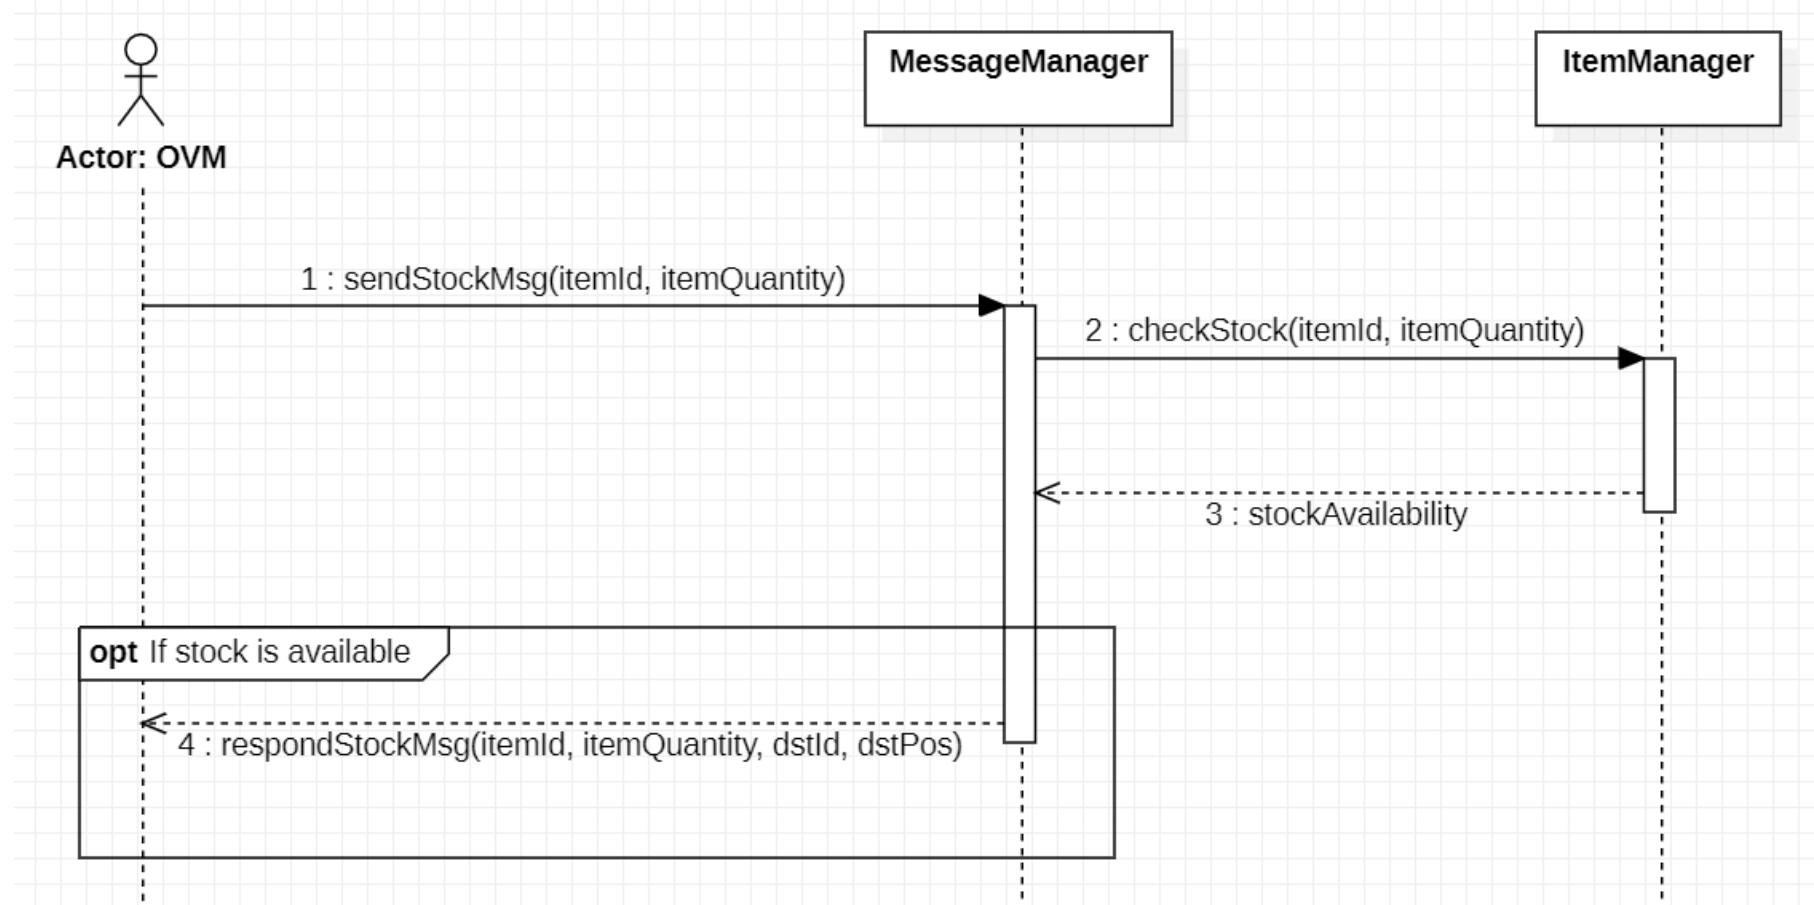 Actor: OVM
MessageManager
ItemManager
1 : sendStockMsg(itemId, itemQuantity)
2 : checkStock(itemId, itemQuantity)
3 : stockAvailability
opt If stock is available
4 : respondStockMsg(itemId, itemQuantity, dstId, dstPos)